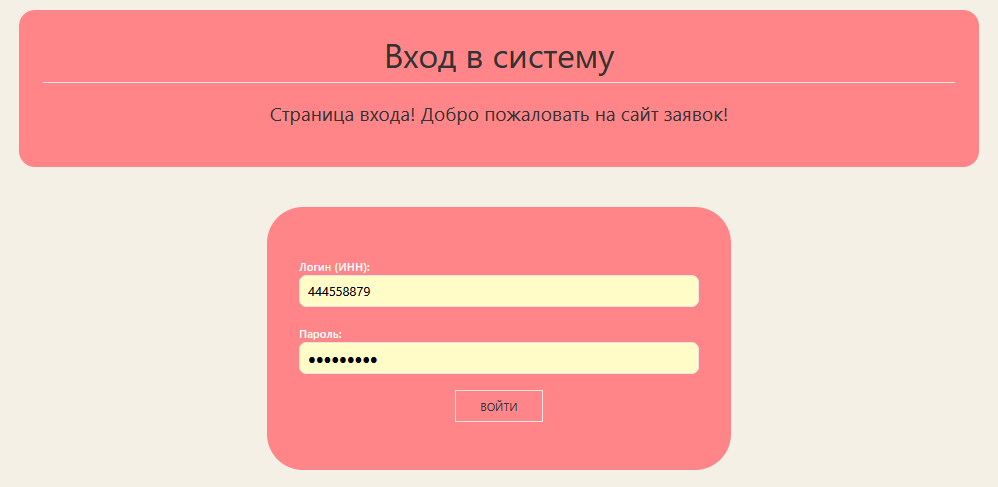 Вход в систему
Страница входа! Добро пожаловать на сайт заявок!
Логин (ИНН):
444558879
Пароль:
●●●●●●●●●
ВОЙТИ